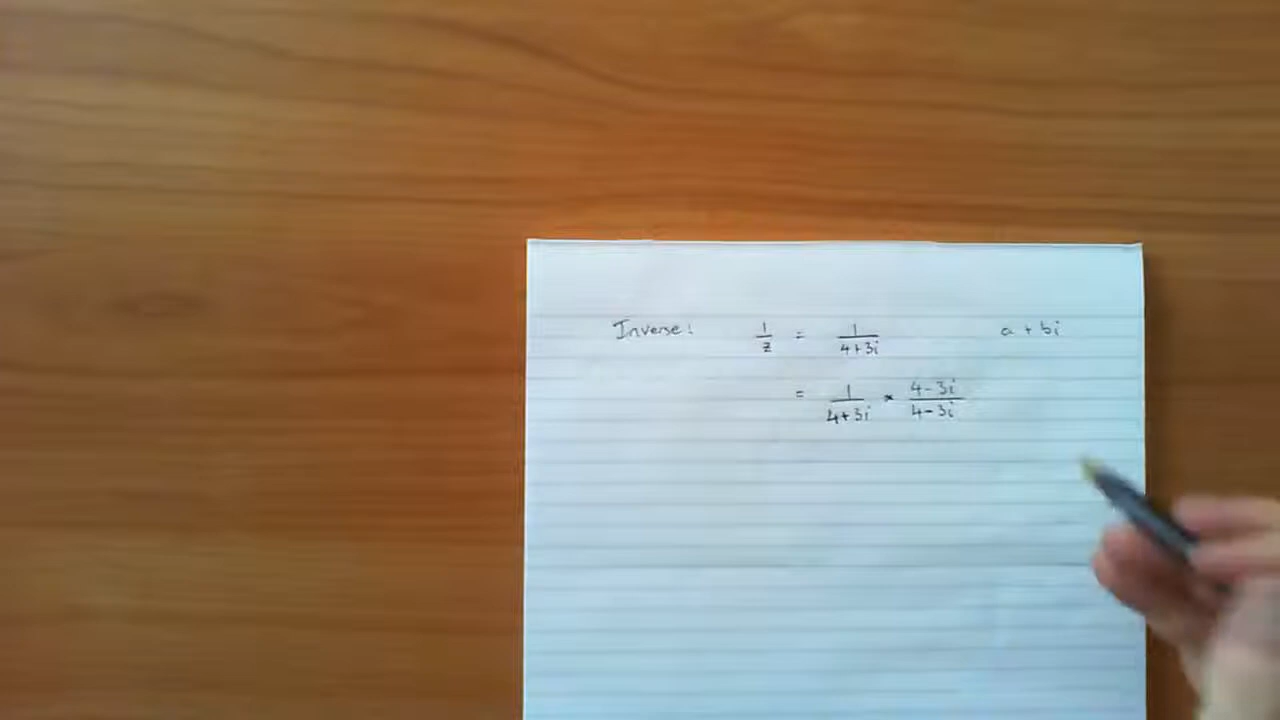 Inverse: 1/z = 1/(4+3i) a + bi
= 1/(4+3i) × (4-3i)/(4-3i)